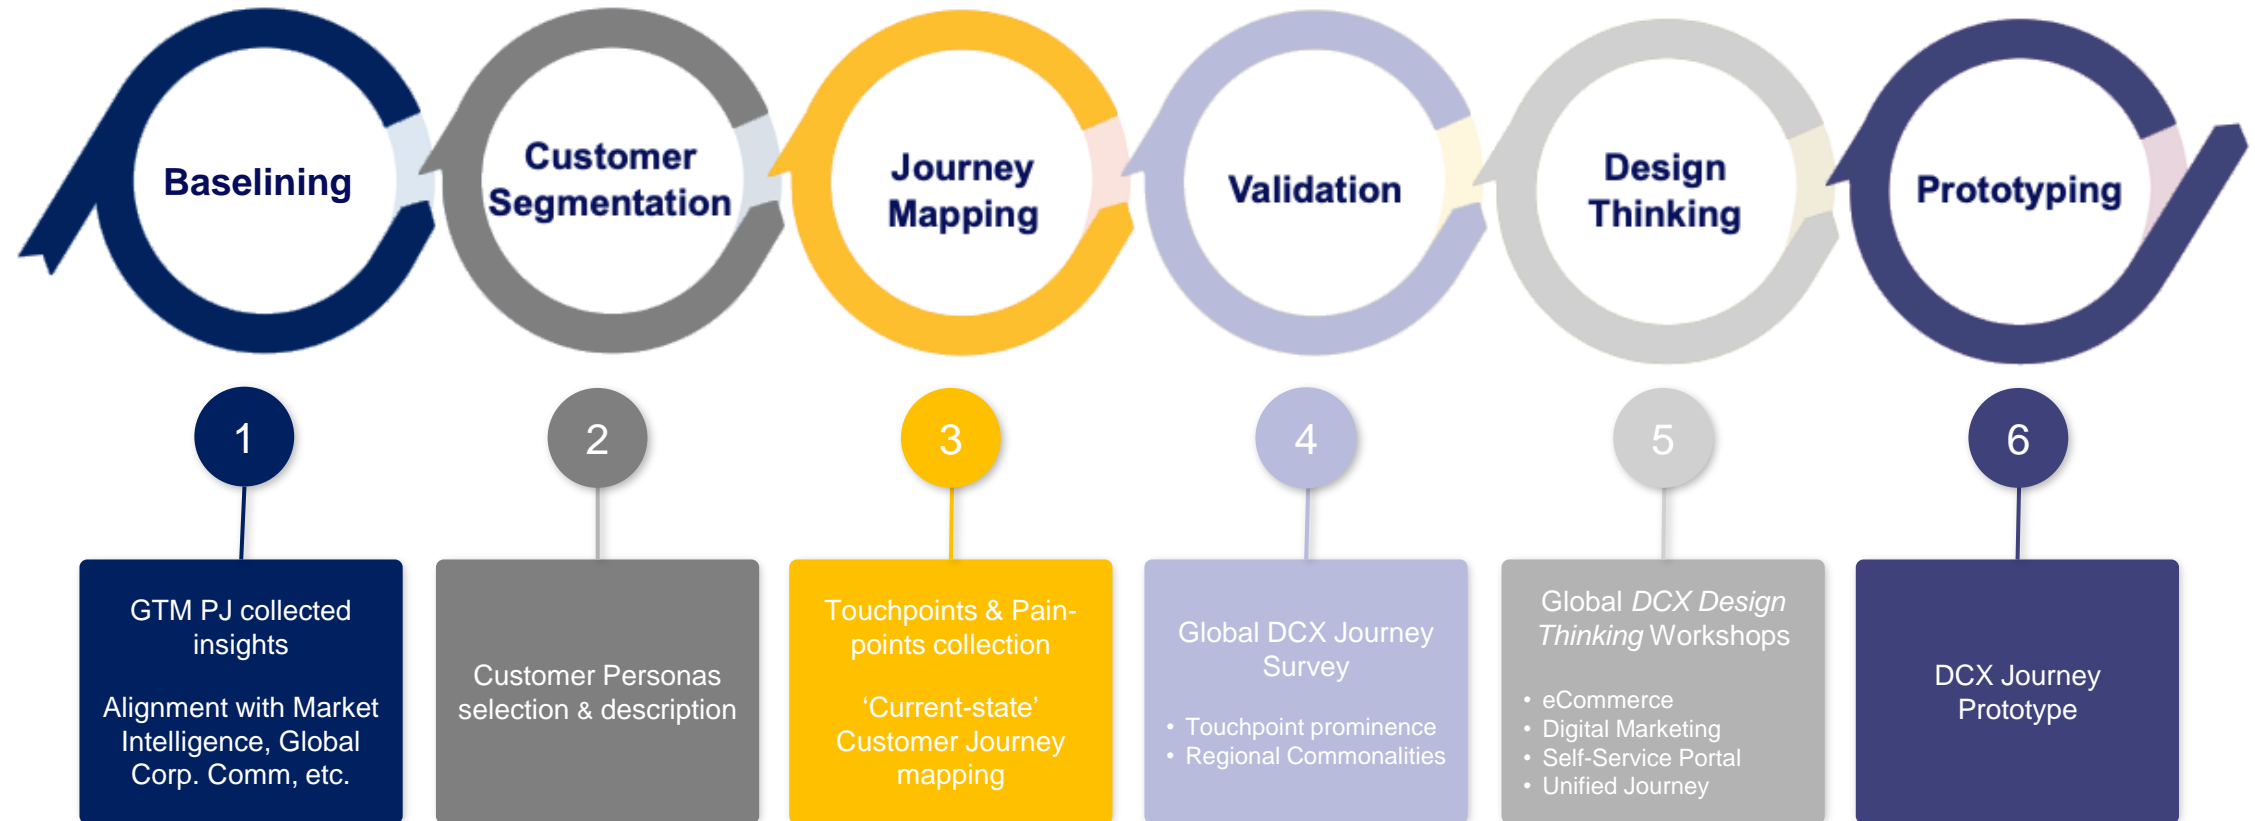 Baselining
Customer
Segmentation
Journey
Mapping
Validation
Design
Thinking
Prototyping
1
2
3
4
5
6
GTM PJ collected
insights
Alignment with Market
Intelligence, Global
Corp. Comm, etc.
Customer Personas
selection & description
Touchpoints & Pain-
points collection
‘Current-state’
Customer Journey
mapping
Global DCX Journey
Survey
• Touchpoint prominence
• Regional Commonalities
Global DCX Design
Thinking Workshops
• eCommerce
• Digital Marketing
• Self-Service Portal
• Unified Journey
DCX Journey
Prototype